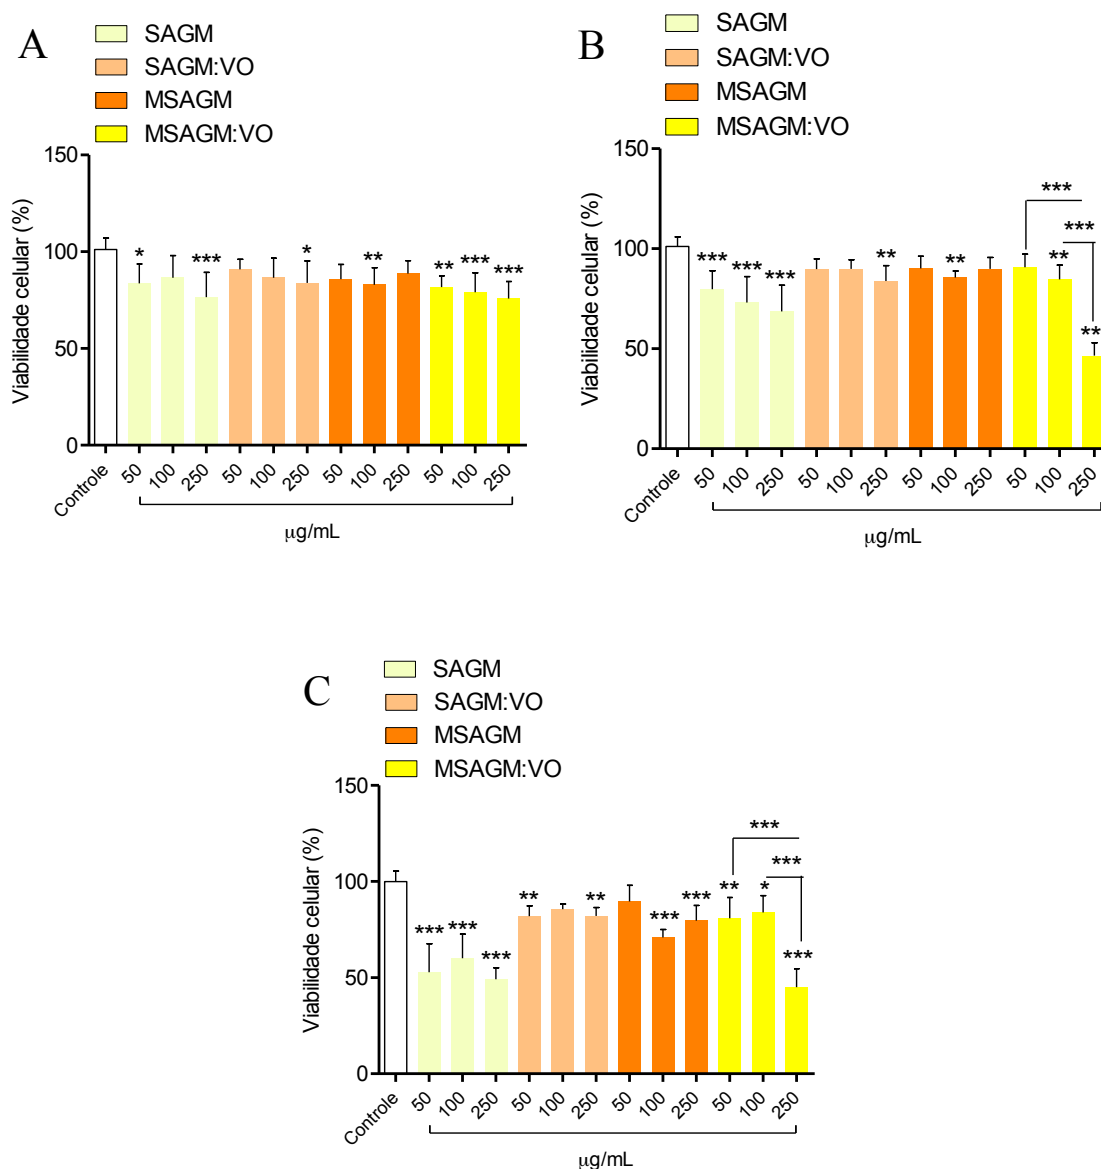 A
SAGM
SAGM:VO
MSAGM
MSAGM:VO
Viabilidade celular (%)
150
100
50
0
* *** * ** ** *** ***
Controle 50 100 250 50 100 250 50 100 250 50 100 250
μg/mL
B
SAGM
SAGM:VO
MSAGM
MSAGM:VO
Viabilidade celular (%)
150
100
50
0
***
***
*** *** *** ** ** ** **
Controle 50 100 250 50 100 250 50 100 250 50 100 250
μg/mL
C
SAGM
SAGM:VO
MSAGM
MSAGM:VO
Viabilidade celular (%)
150
100
50
0
***
***
*** *** *** ** ** *** *** ** * ***
Controle 50 100 250 50 100 250 50 100 250 50 100 250
μg/mL